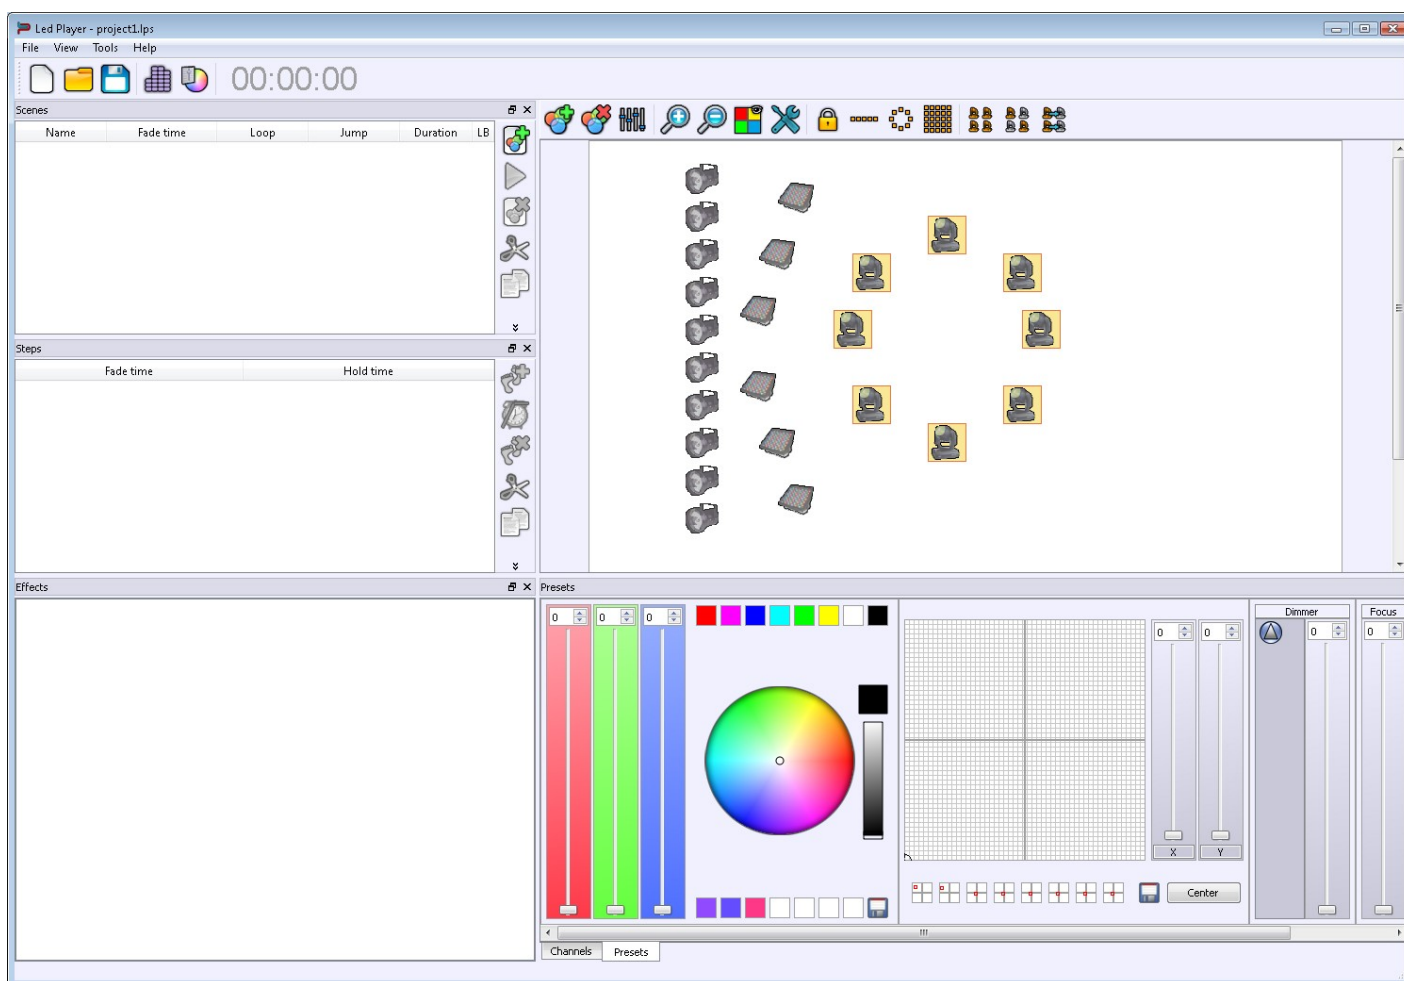 Led Player - project1.lps
File View Tools Help
00:00:00
Scenes
Name Fade time Loop Jump Duration LB
Steps
Fade time Hold time
Effects
Presets
0 0 0
0 0
X Y
Center
Dimmer
0
Focus
0
Channels Presets